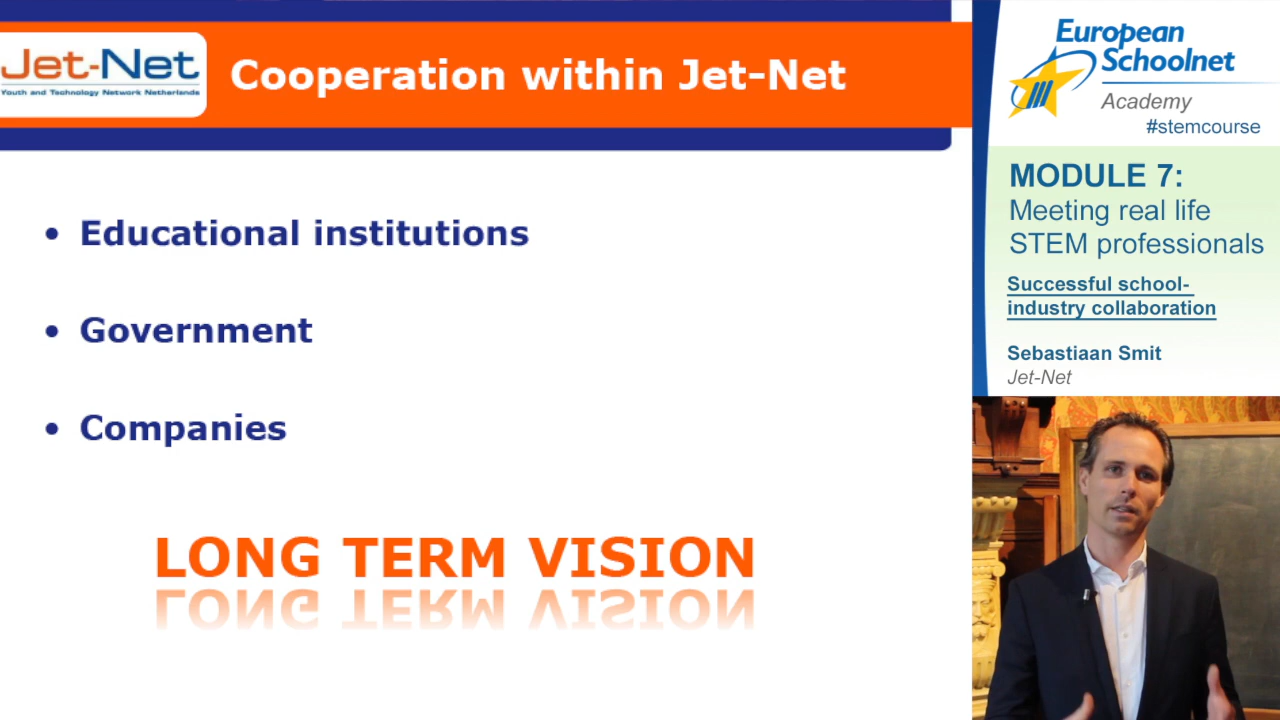 Jet-Net
Youth and Technology Network Netherlands
Cooperation within Jet-Net
• Educational institutions
• Government
• Companies
LONG TERM VISION
European
Schoolnet
Academy
#stemcourse
MODULE 7:
Meeting real life
STEM professionals
Successful school-
industry collaboration
Sebastiaan Smit
Jet-Net